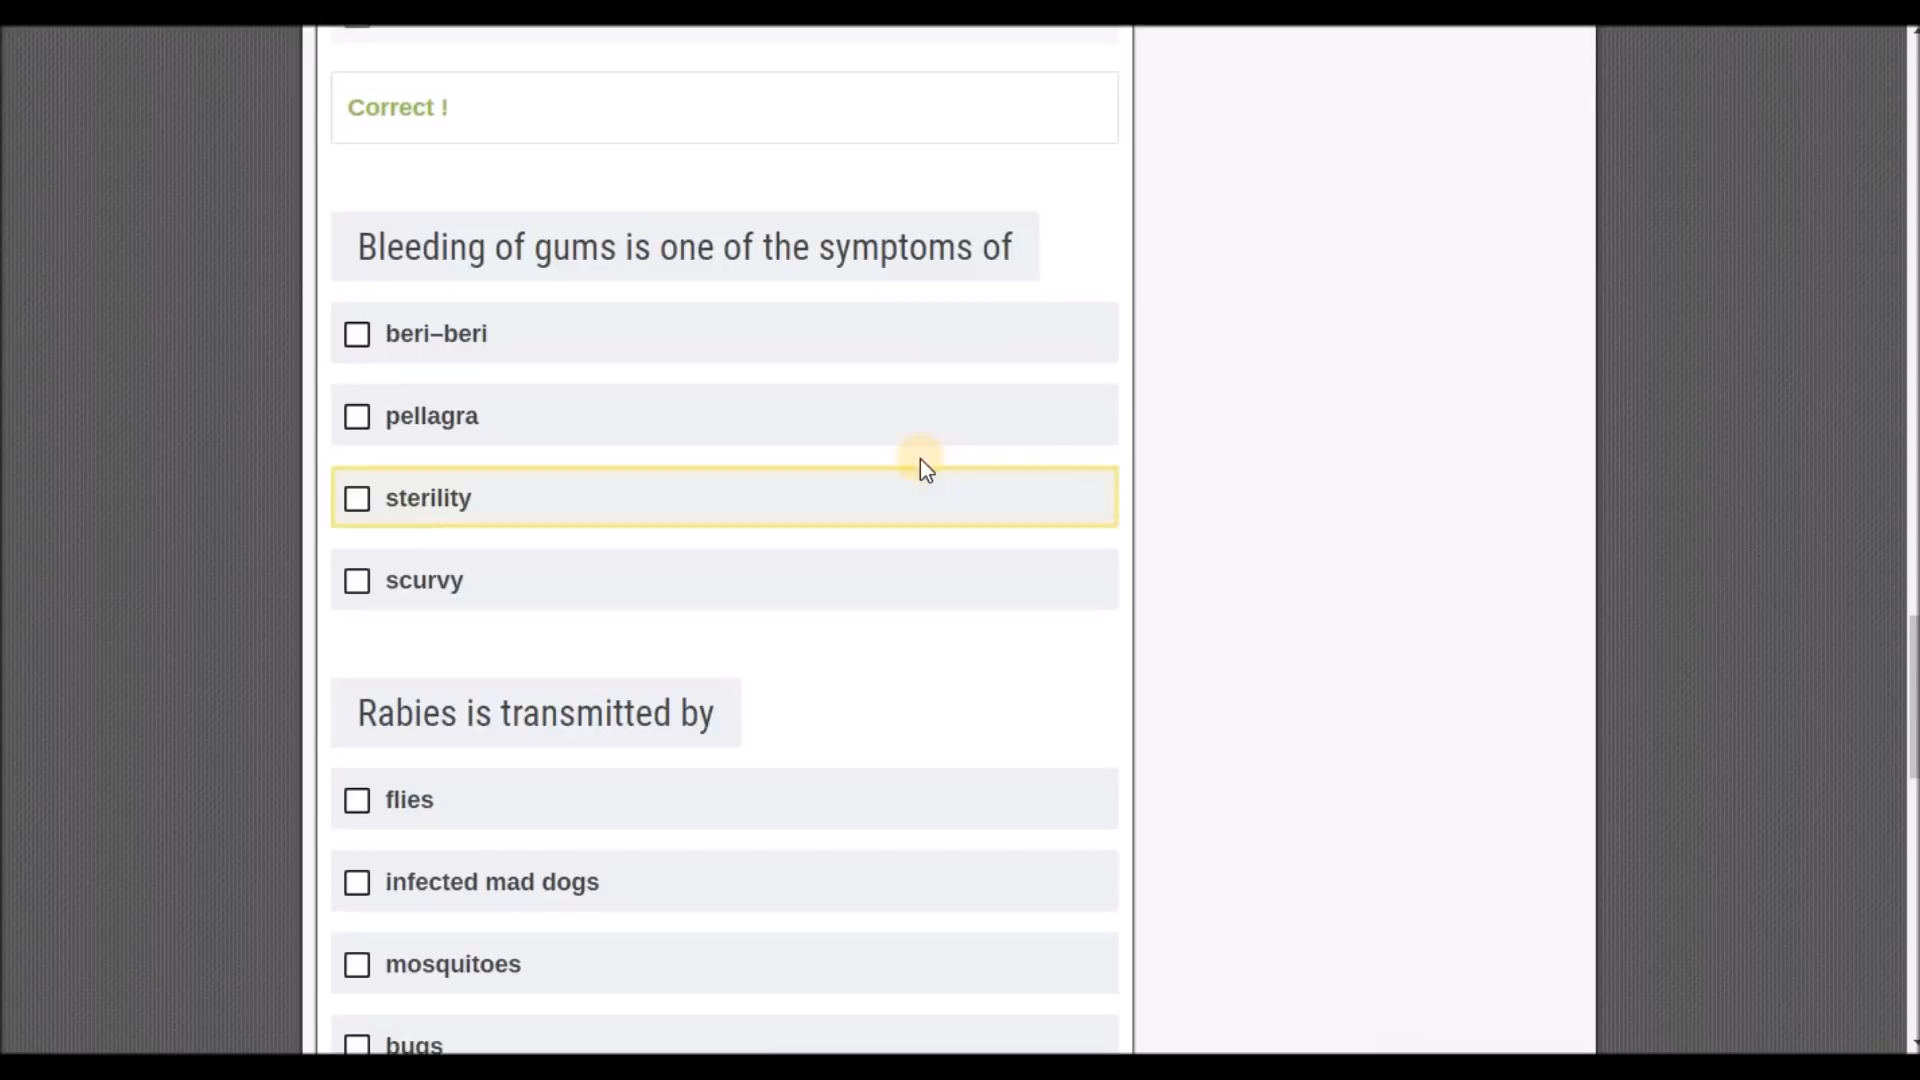 Correct !
Bleeding of gums is one of the symptoms of
beri–beri
pellagra
sterility
scurvy
Rabies is transmitted by
flies
infected mad dogs
mosquitoes
bugs